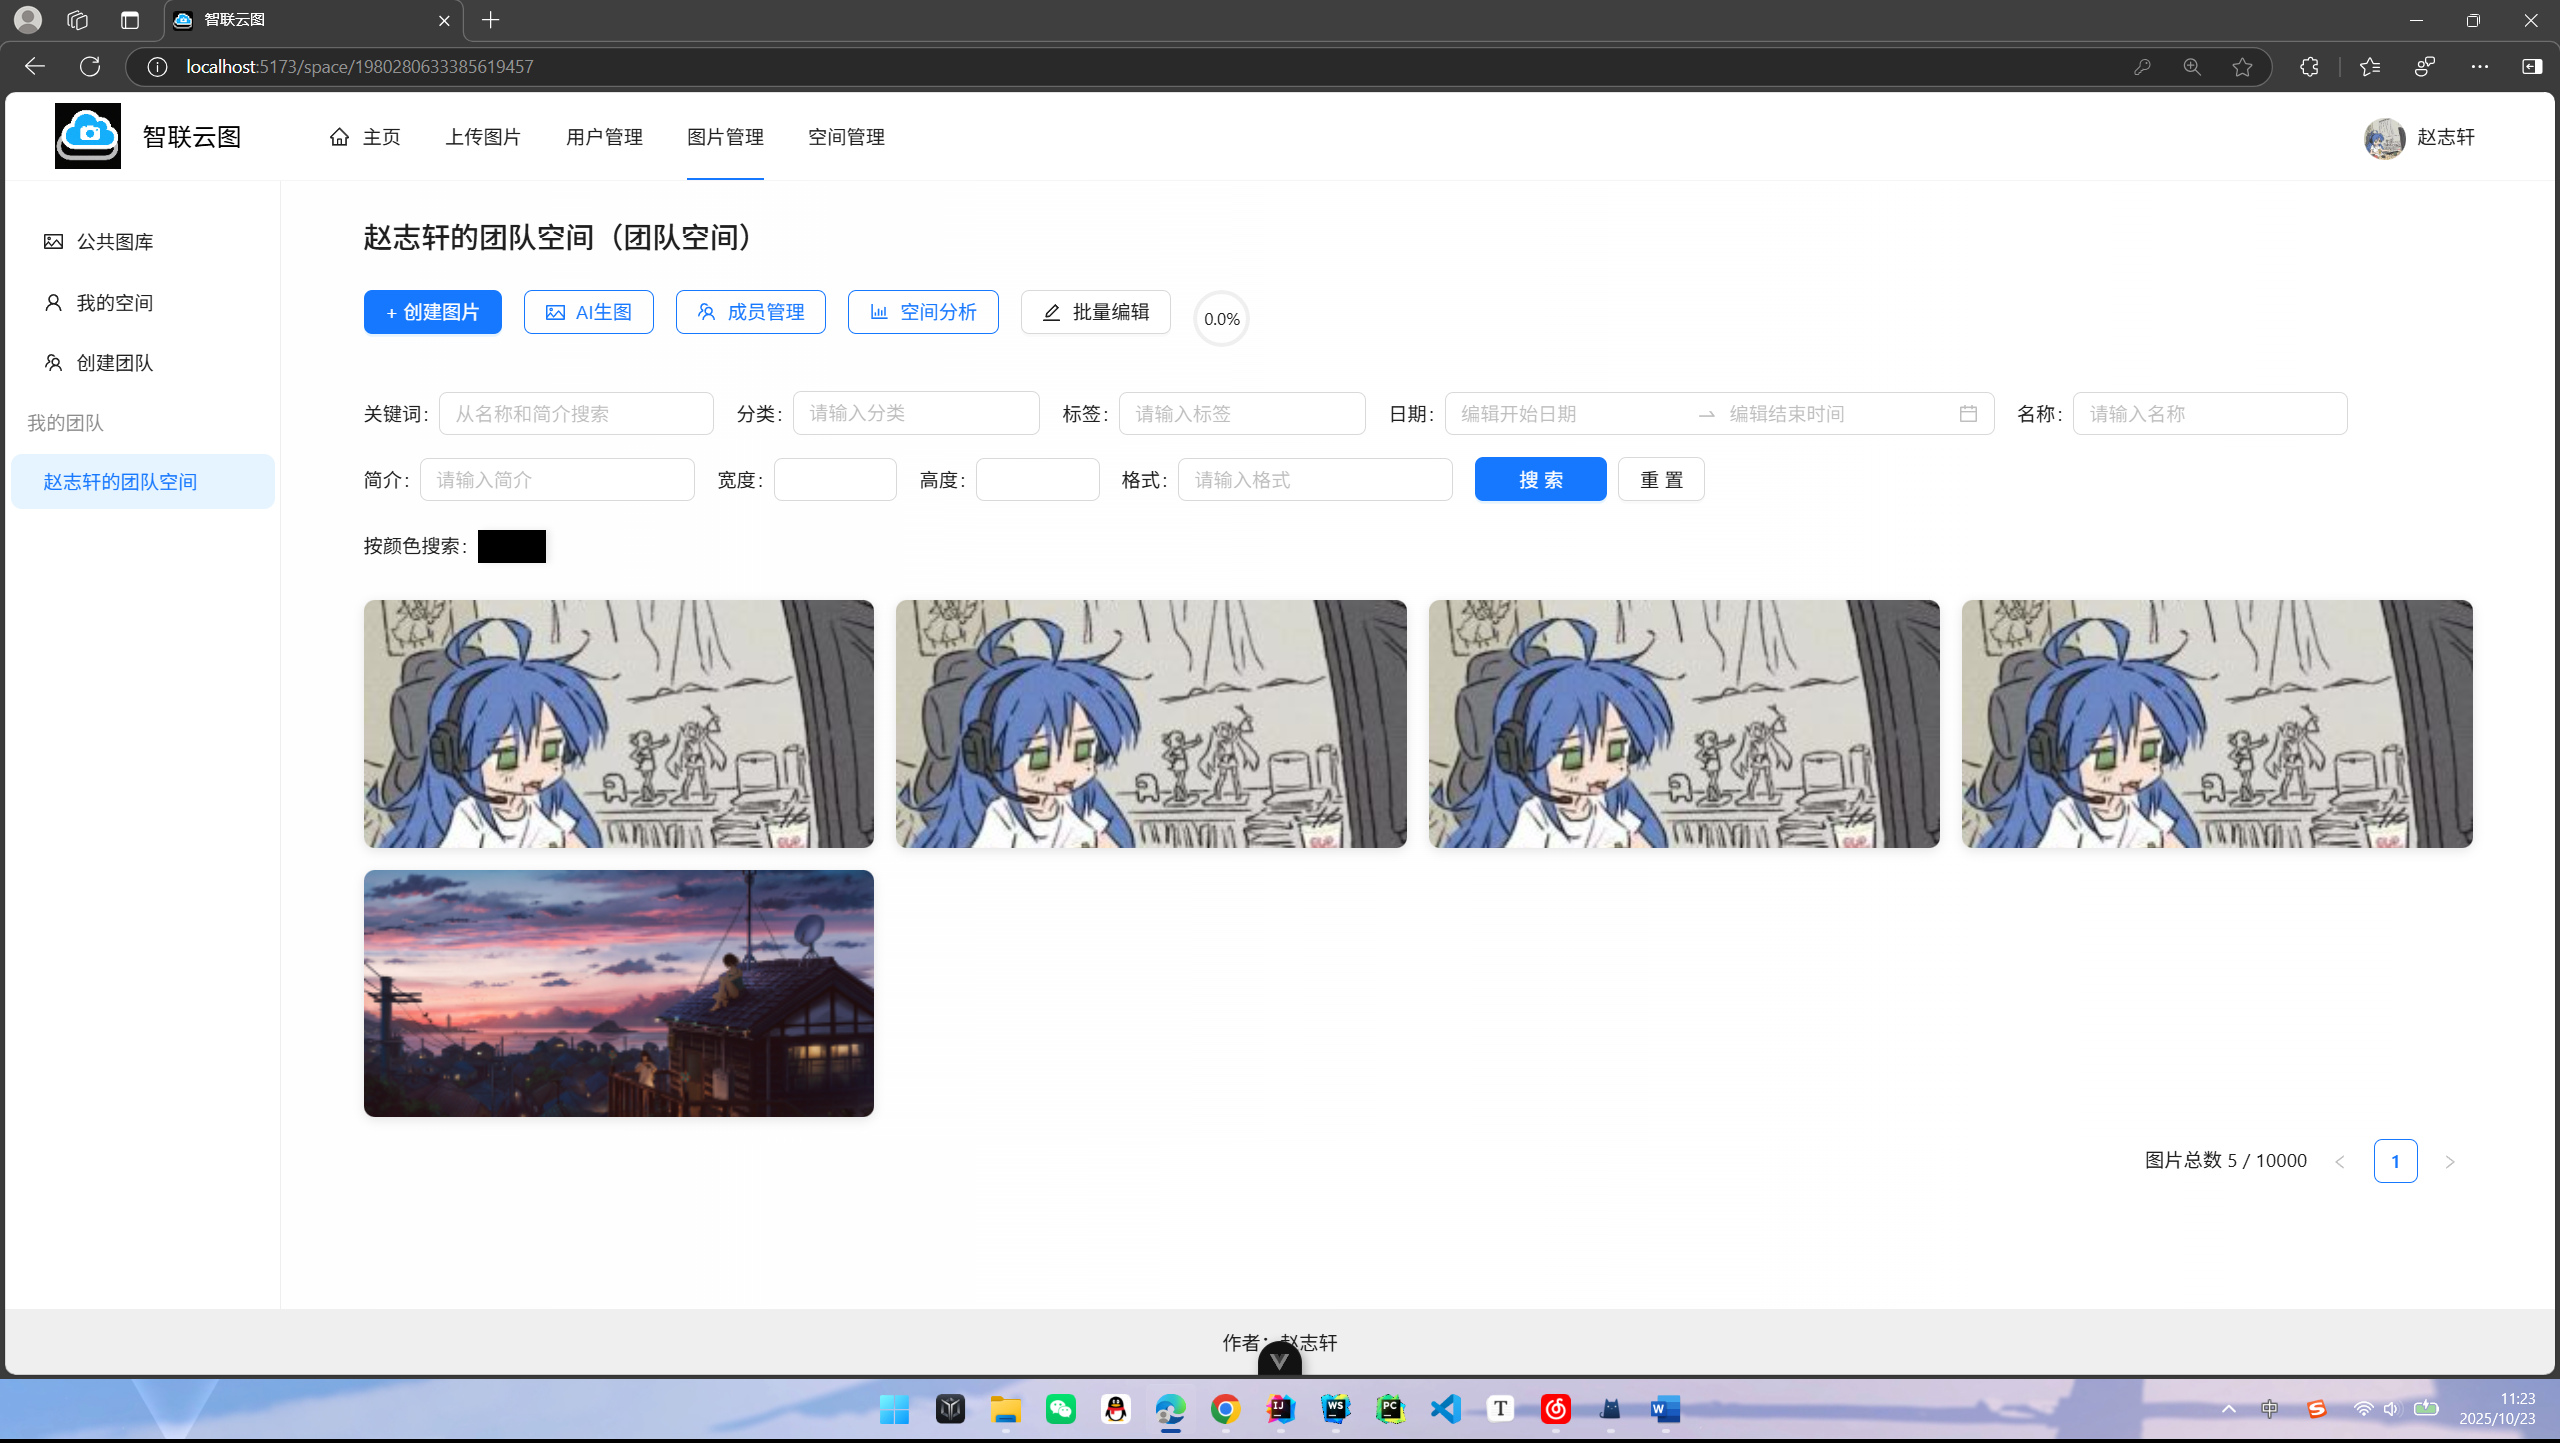 智联云图
localhost:5173/space/1980280633385619457
智联云图
主页
上传图片
用户管理
图片管理
空间管理
赵志轩
公共图库
我的空间
创建团队
我的团队
赵志轩的团队空间
赵志轩的团队空间（团队空间）
+ 创建图片
AI生图
成员管理
空间分析
批量编辑
0.0%
关键词: 从名称和简介搜索
分类: 请输入分类
标签: 请输入标签
日期: 编辑开始日期 → 编辑结束时间
名称: 请输入名称
简介: 请输入简介
宽度:
高度:
格式: 请输入格式
搜 索
重 置
按颜色搜索:
图片总数 5 / 10000
1
作者：赵志轩
IJ
WS
PC
T
W
中
11:23
2025/10/23